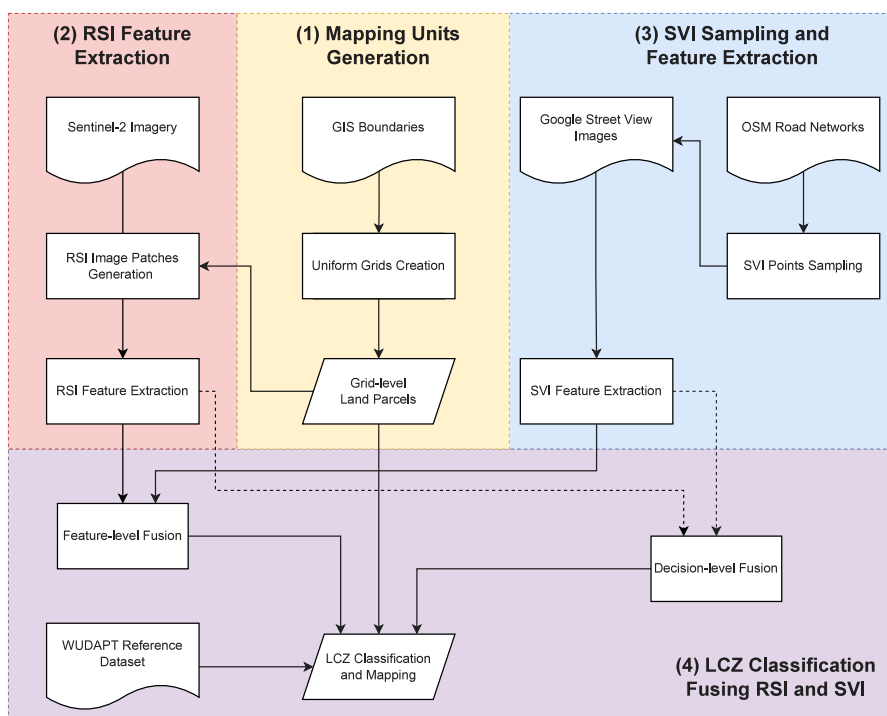 (2) RSI Feature
Extraction
(1) Mapping Units
Generation
(3) SVI Sampling and
Feature Extraction
Sentinel-2 Imagery
GIS Boundaries
Google Street View
Images
OSM Road Networks
RSI Image Patches
Generation
Uniform Grids Creation
SVI Points Sampling
RSI Feature Extraction
Grid-level
Land Parcels
SVI Feature Extraction
Feature-level Fusion
Decision-level Fusion
WUDAPT Reference
Dataset
LCZ Classification
and Mapping
(4) LCZ Classification
Fusing RSI and SVI